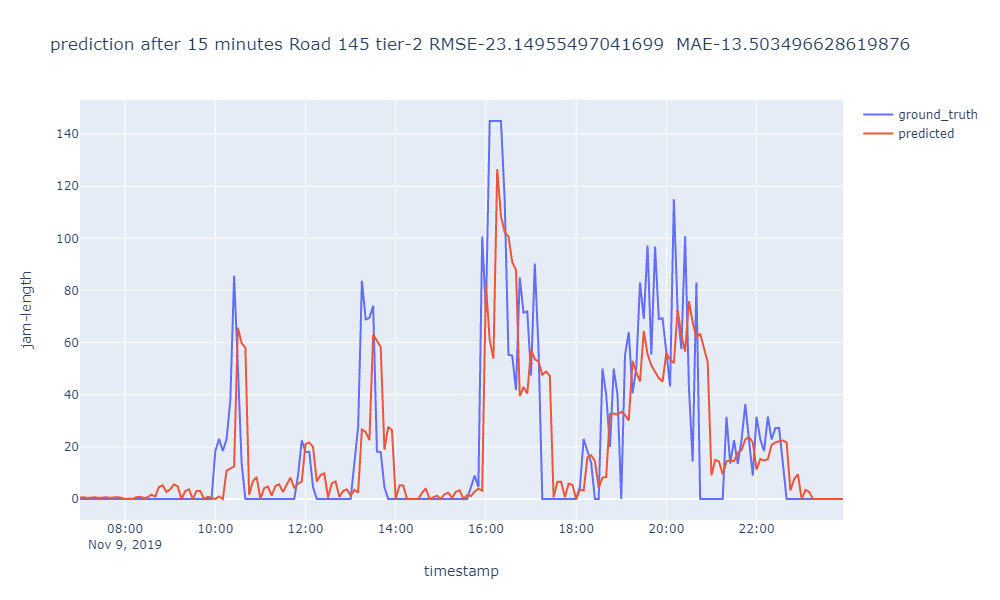 prediction after 15 minutes Road 145 tier-2 RMSE-23.14955497041699  MAE-13.503496628619876
ground_truth
predicted
140
120
100
80
60
40
20
0
jam-length
08:00 10:00 12:00 14:00 16:00 18:00 20:00 22:00
Nov 9, 2019
timestamp